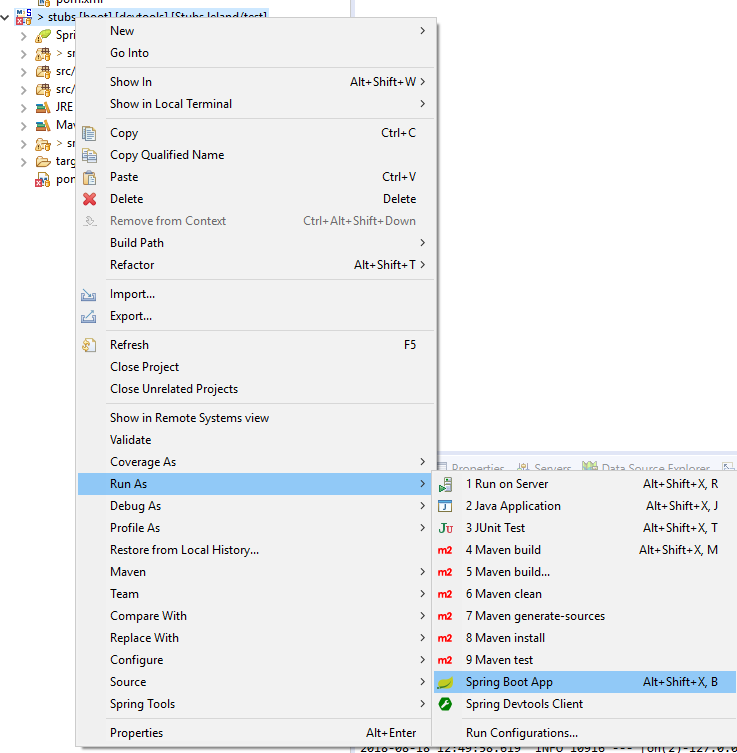 pom.xml
> stubs [boot] [devtools] [Stubs Island/test]
Spri
> sr
src/
src/
JRE
Mav
> sr
targ
pon
New
Go Into
Show In Alt+Shift+W
Show in Local Terminal
Copy Ctrl+C
Copy Qualified Name
Paste Ctrl+V
Delete Delete
Remove from Context Ctrl+Alt+Shift+Down
Build Path
Refactor Alt+Shift+T
Import...
Export...
Refresh F5
Close Project
Close Unrelated Projects
Show in Remote Systems view
Validate
Coverage As
Run As
Debug As
Profile As
Restore from Local History...
Maven
Team
Compare With
Replace With
Configure
Source
Spring Tools
Properties Alt+Enter
Properties Servers Data Source Explorer
1 Run on Server Alt+Shift+X, R
2 Java Application Alt+Shift+X, J
3 JUnit Test Alt+Shift+X, T
4 Maven build Alt+Shift+X, M
5 Maven build...
6 Maven clean
7 Maven generate-sources
8 Maven install
9 Maven test
Spring Boot App Alt+Shift+X, B
Spring Devtools Client
Run Configurations...
2018-08-18 12:49:58.619 INFO 10916 --- [on(2)-127.0.0